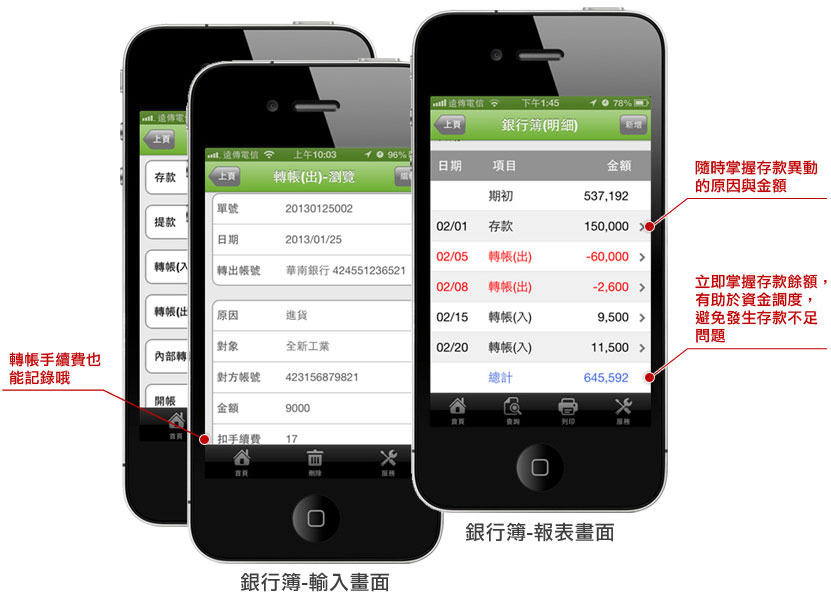 遠傳電
上頁
存款
提款
轉帳(入
轉帳(出
內部轉
開帳
首頁
遠傳電信
上午10:03
96%
上頁
轉帳(出)-瀏覽
單號 20130125002
日期 2013/01/25
轉出帳號 華南銀行 424551236521
原因 進貨
對象 全新工業
對方帳號 423156879821
金額 9000
扣手續費 17
首頁 刪除 服務
遠傳電信
下午1:45
78%
上頁
銀行簿(明細)
新增
日期 項目 金額
期初 537,192
02/01 存款 150,000
02/05 轉帳(出) -60,000
02/08 轉帳(出) -2,600
02/15 轉帳(入) 9,500
02/20 轉帳(入) 11,500
總計 645,592
首頁 查詢 列印 服務
隨時掌握存款異動
的原因與金額
立即掌握存款餘額，
有助於資金調度，
避免發生存款不足
問題
轉帳手續費也
能記錄哦
銀行簿-報表畫面
銀行簿-輸入畫面